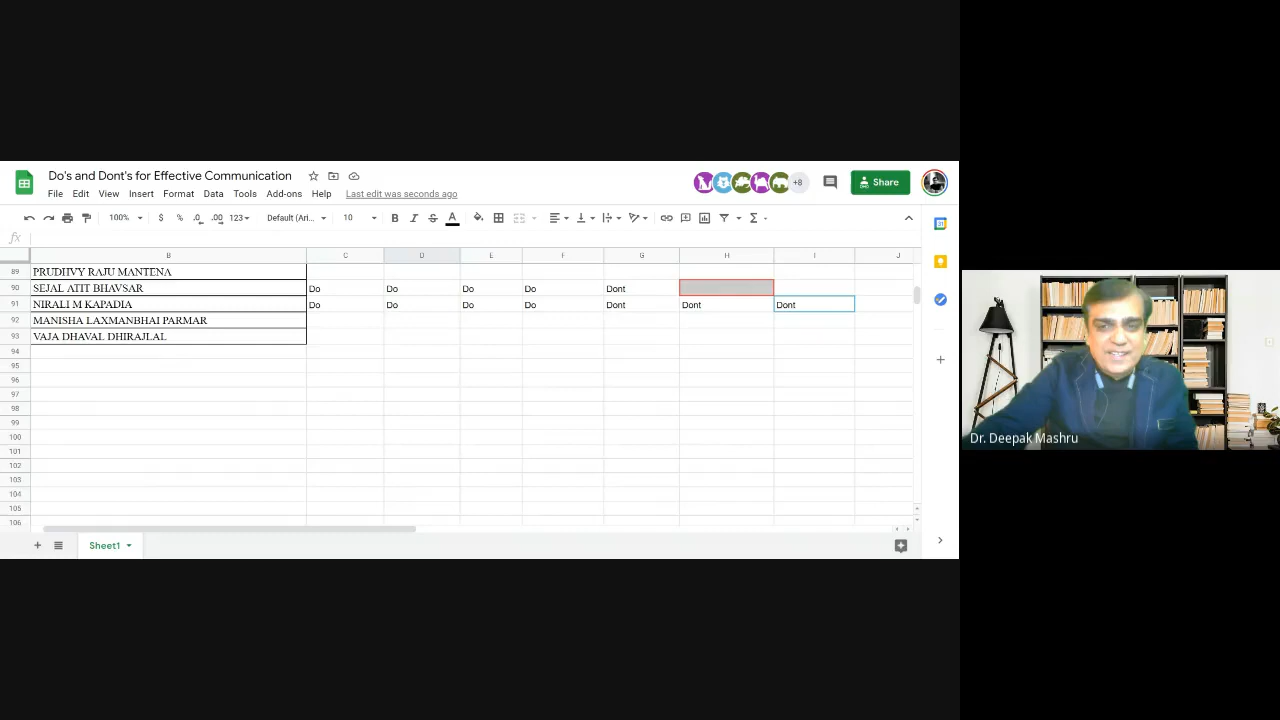 Do's and Dont's for Effective Communication
File Edit View Insert Format Data Tools Add-ons Help Last edit was seconds ago
+8
Share
100% $ % .0 .00 123 Default (Ari... 10 B I S A
fx
B C D E F G H I J
89 PRUDHVY RAJU MANTENA
90 SEJAL ATIT BHAVSAR Do Do Do Do Dont
91 NIRALI M KAPADIA Do Do Do Do Dont Dont Dont
92 MANISHA LAXMANBHAI PARMAR
93 VAJA DHAVAL DHIRAJLAL
94
95
96
97
98
99
100
101
102
103
104
105
106
Sheet1
Dr. Deepak Mashru